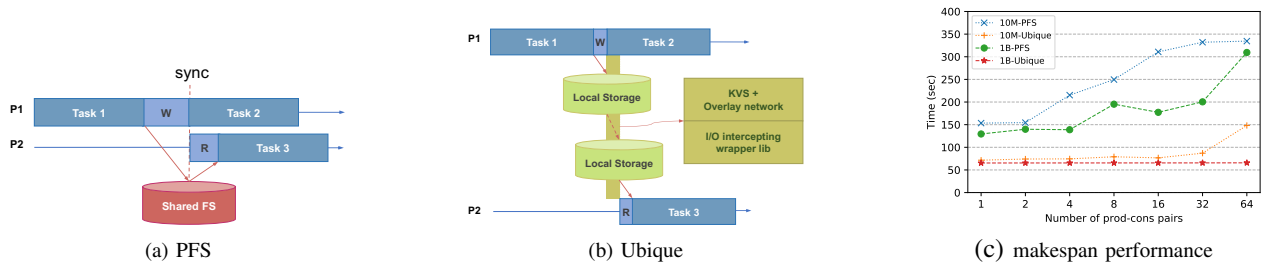 sync
P1
Task 1
W
Task 2
P2
R
Task 3
Shared FS
(a) PFS
P1
Task 1
W
Task 2
Local Storage
KVS +
Overlay network
I/O intercepting
wrapper lib
Local Storage
P2
R
Task 3
(b) Ubique
400
350
300
250
200
150
100
50
0
Time (sec)
10M-PFS
10M-Ubique
1B-PFS
1B-Ubique
1 2 4 8 16 32 64
Number of prod-cons pairs
(c) makespan performance